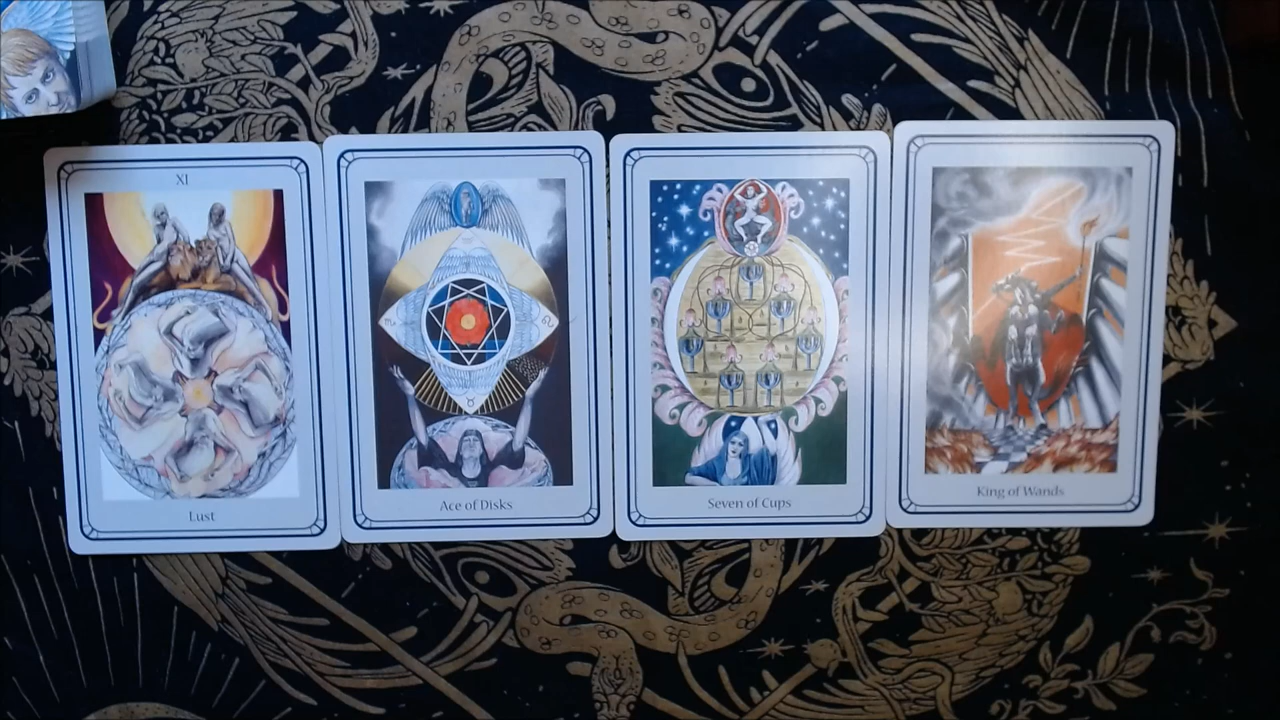 XI
Lust
Ace of Disks
Seven of Cups
King of Wands